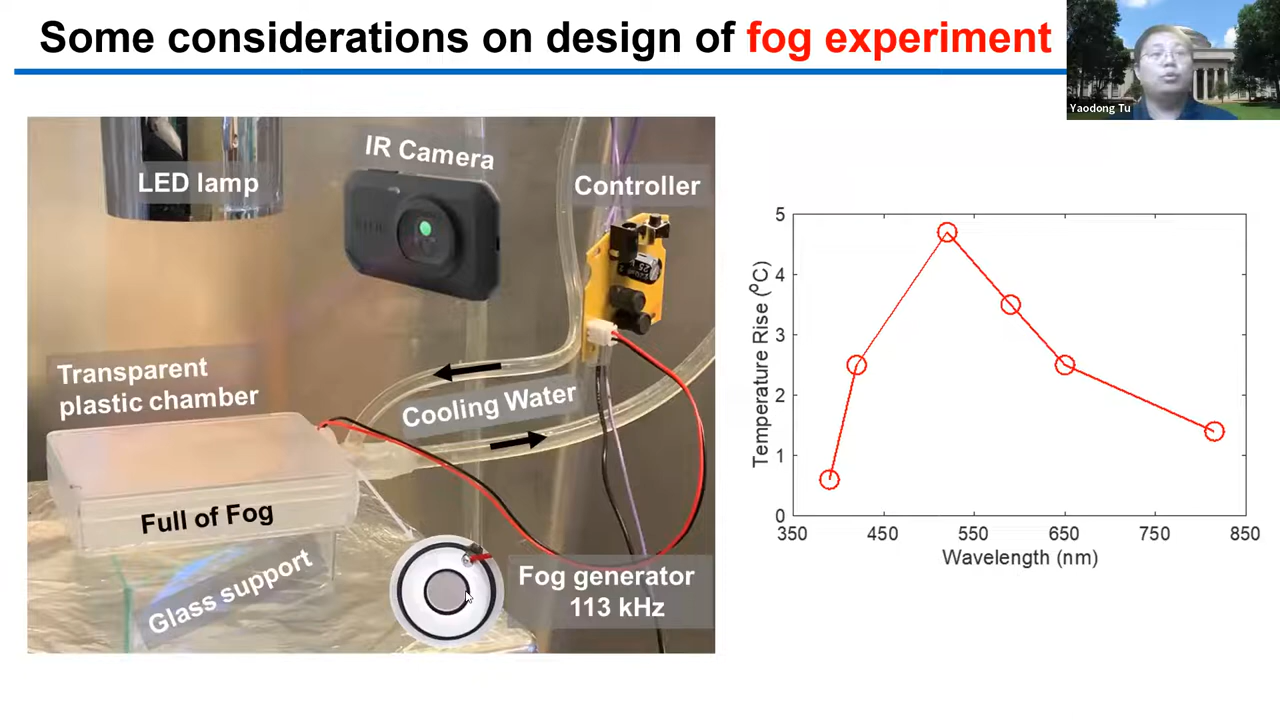 Some considerations on design of fog experiment
Yaodong Tu
LED lamp
IR Camera
Controller
Transparent
plastic chamber
Cooling Water
Full of Fog
Glass support
Fog generator
113 kHz
Temperature Rise (°C)
5
4
3
2
1
0
350
450
550
650
750
850
Wavelength (nm)